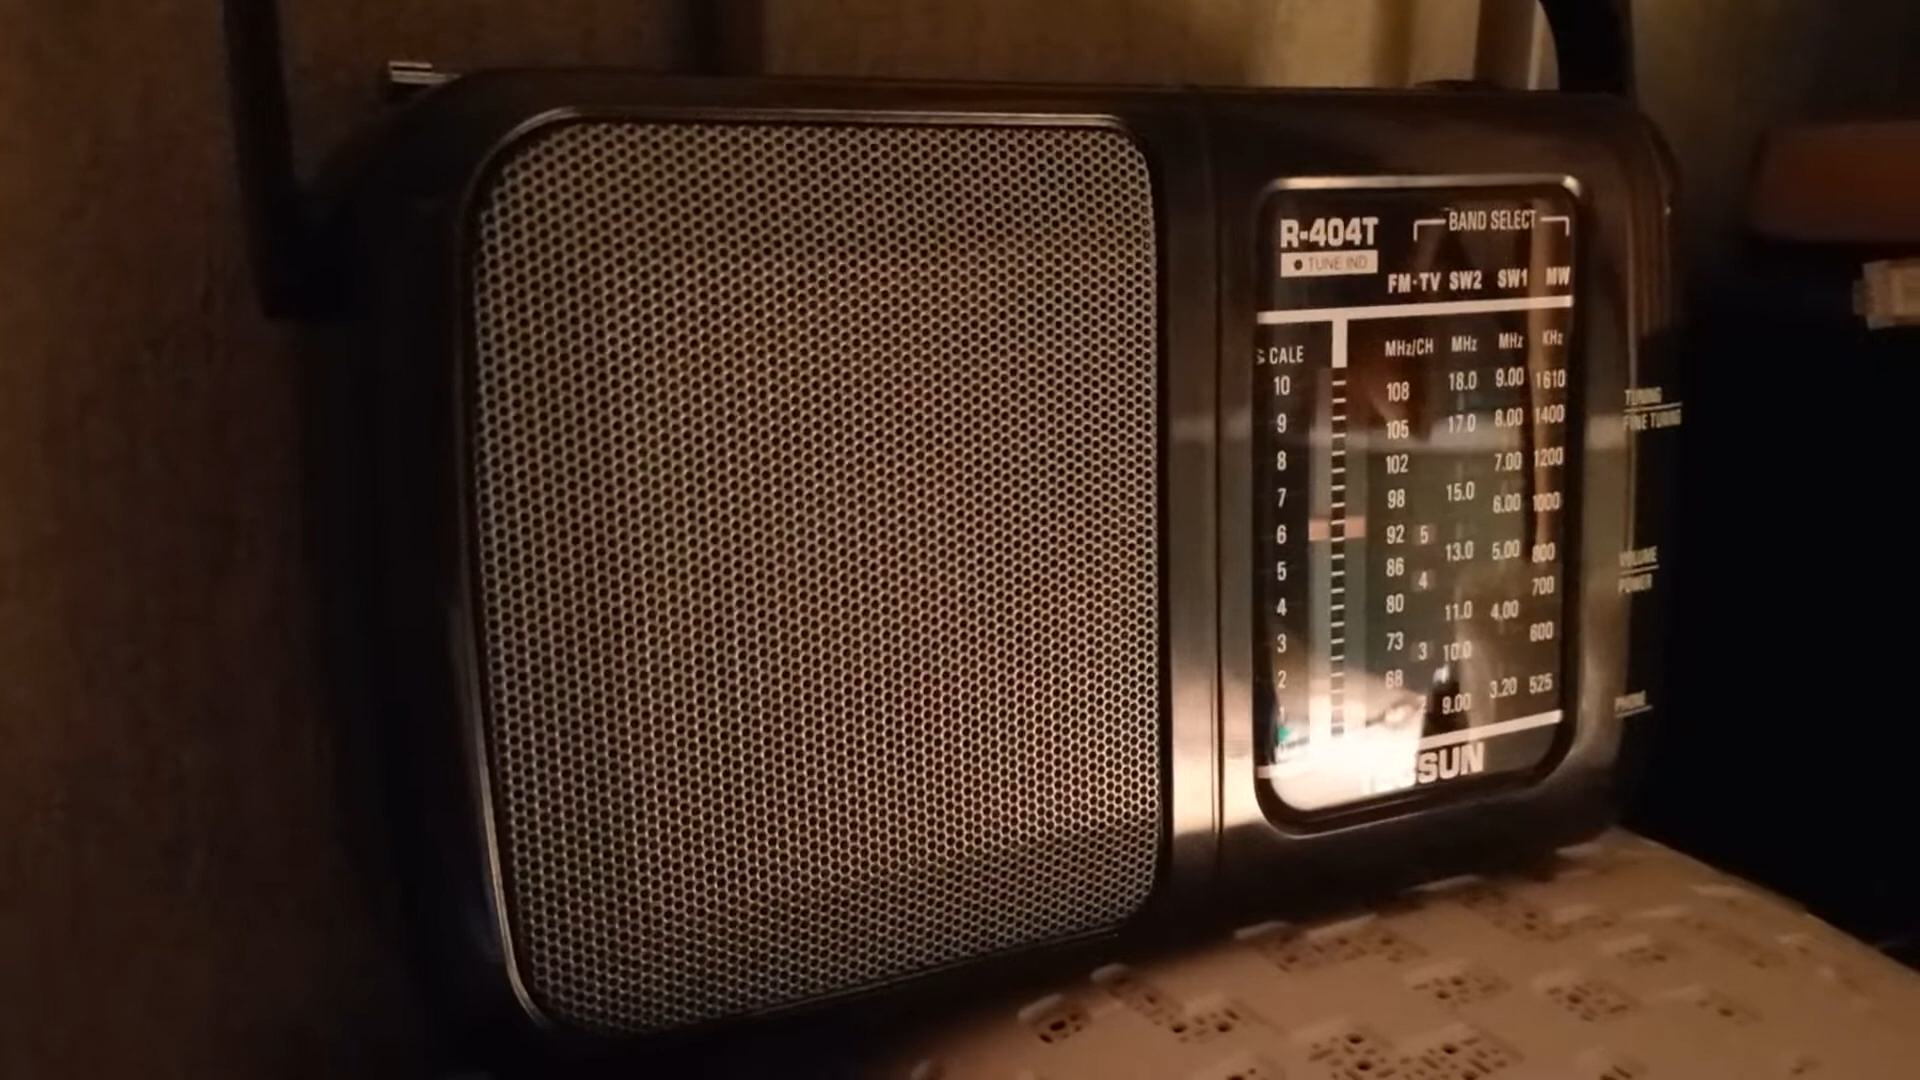 R-404T
BAND SELECT
TUNE IND
FM·TV SW2 SW1 MW
SCALE MHz/CH MHz MHz KHz
10 108 18.0 9.00 1610
9 105 17.0 8.00 1400
8 102 7.00 1200
7 98 15.0 6.00 1000
6 92 5 13.0 5.00 800
5 86 4 700
4 80 11.0 4.00 600
3 73 3 10.0
2 68 3.20 525
1 2 9.00
TUNING
FINE TUNING
VOLUME
POWER
PHONE